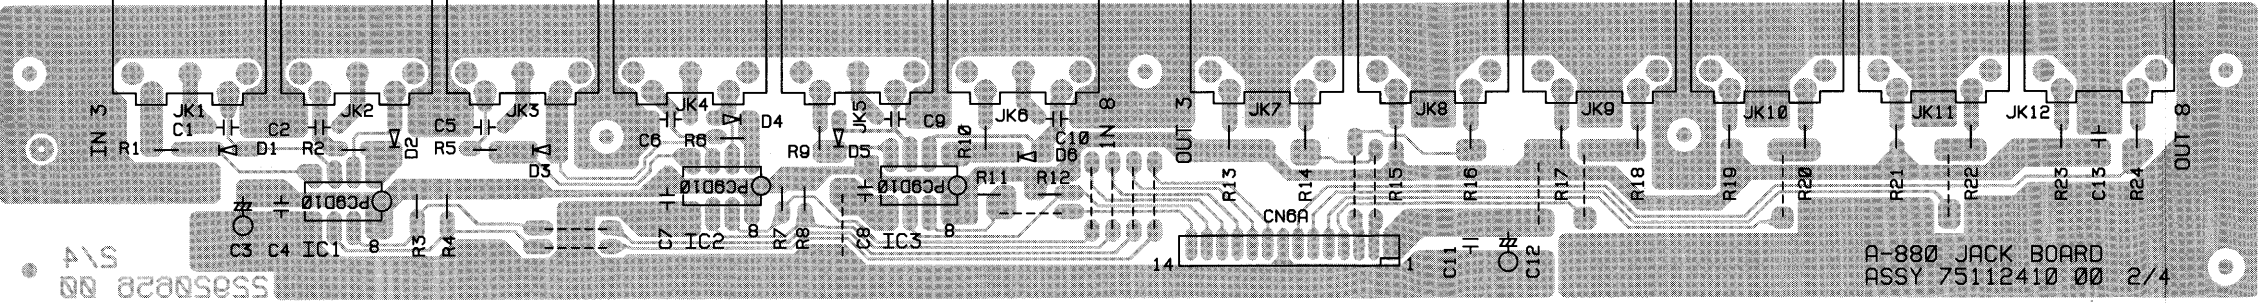 IN 3
JK1
JK2
JK3
JK4
JK5
JK6
IN 8
OUT 3
JK7
JK8
JK9
JK10
JK11
JK12
OUT 8
C1
C2
C5
C6
D4
C9
C10
R1
D1
R2
D2
R5
D3
R6
R9
D5
R10
D6
R11
R12
R13
R14
R15
R16
R17
R18
R19
R20
R21
R22
R23
C13
R24
PC9D10
PC9D10
PC9D10
C3
C4
IC1
8
R3
R4
C7
IC2
8
R7
R8
C8
IC3
8
CN6A
14
1
C11
C12
2/4
A-880 JACK BOARD
ASSY 75112410 00 2/4